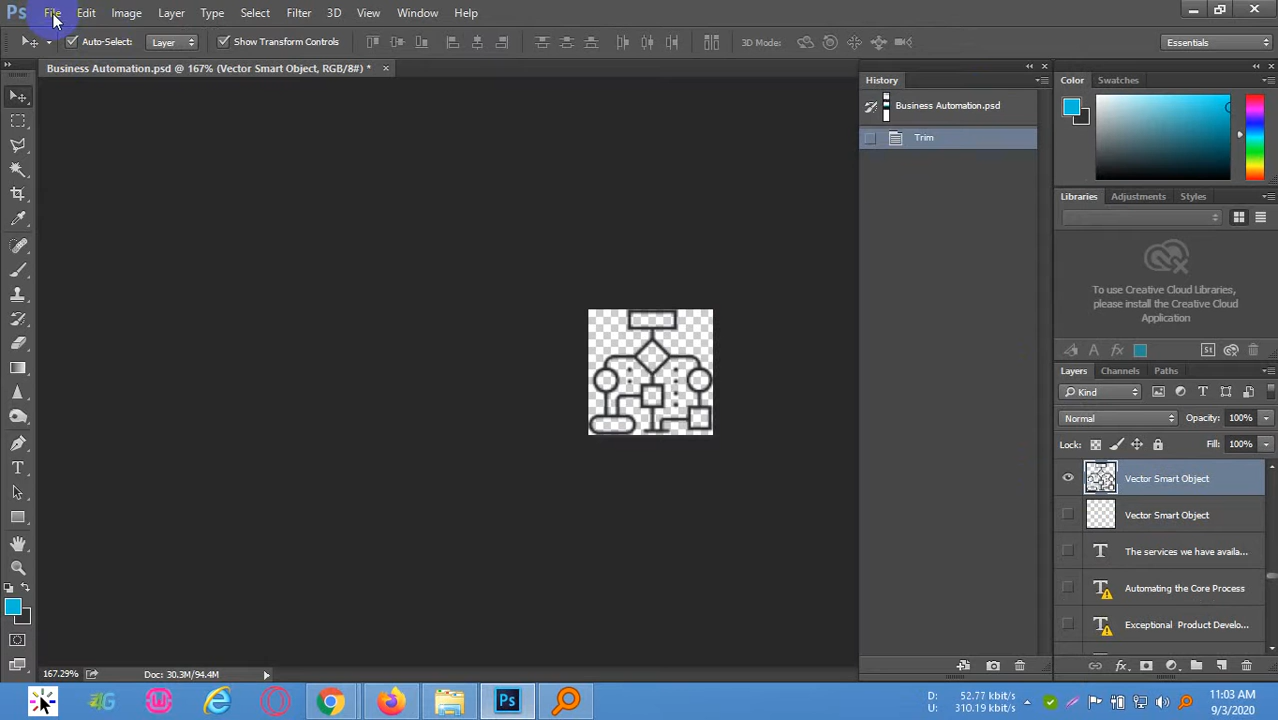 Ps File Edit Image Layer Type Select Filter 3D View Window Help
Auto-Select: Layer Show Transform Controls 3D Mode: Essentials
Business Automation.psd @ 167% (Vector Smart Object, RGB/8#) *
History
Business Automation.psd
Trim
Color Swatches
Libraries Adjustments Styles
To use Creative Cloud Libraries,
please install the Creative Cloud
Application
St
Layers Channels Paths
Kind
Normal Opacity: 100%
Lock: Fill: 100%
Vector Smart Object
Vector Smart Object
The services we have availa...
Automating the Core Process
Exceptional Product Develo...
167.29% Doc: 30.3M/94.4M
4G
Ps
D: 52.77 kbit/s
U: 310.19 kbit/s
11:03 AM
9/3/2020